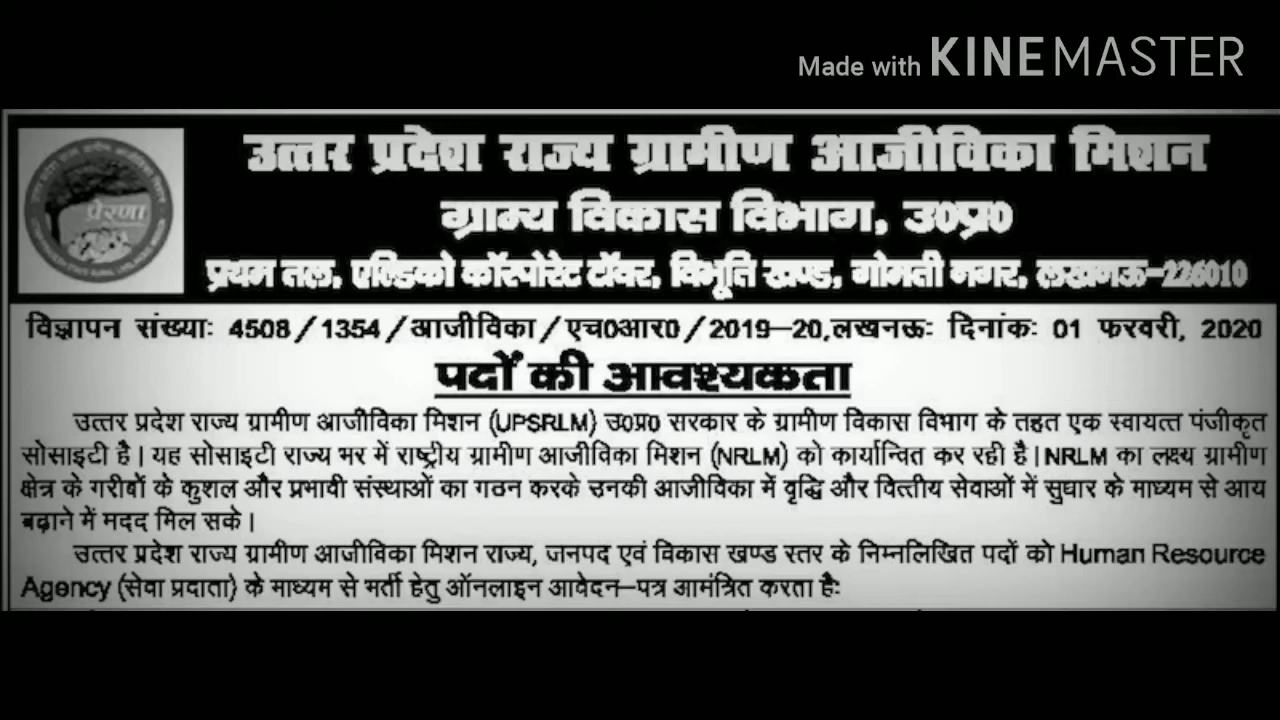 Made with KINEMASTER
उत्तर प्रदेश राज्य ग्रामीण आजीविका मिशन
ग्राम्य विकास विभाग, उ0प्र0
प्रेरणा
प्रथम तल, एल्डिको कॉरपोरेट टॉवर, विभूति खण्ड, गोमती नगर, लखनऊ-226010
विज्ञापन संख्याः 4508/1354/आजीविका/एच0आर0/2019-20,लखनऊः दिनांकः 01 फरवरी, 2020
पदों की आवश्यकता
उत्तर प्रदेश राज्य ग्रामीण आजीविका मिशन (UPSRLM) उ0प्र0 सरकार के ग्रामीण विकास विभाग के तहत एक स्वायत्त पंजीकृत
सोसाइटी है। यह सोसाइटी राज्य भर में राष्ट्रीय ग्रामीण आजीविका मिशन (NRLM) को कार्यान्वित कर रही है। NRLM का लक्ष्य ग्रामीण
क्षेत्र के गरीबों के कुशल और प्रभावी संस्थाओं का गठन करके उनकी आजीविका में वृद्धि और वित्तीय सेवाओं में सुधार के माध्यम से आय
बढ़ाने में मदद मिल सके।
उत्तर प्रदेश राज्य ग्रामीण आजीविका मिशन राज्य, जनपद एवं विकास खण्ड स्तर के निम्नलिखित पदों को Human Resource
Agency (सेवा प्रदाता) के माध्यम से भर्ती हेतु ऑनलाइन आवेदन-पत्र आमंत्रित करता हैः